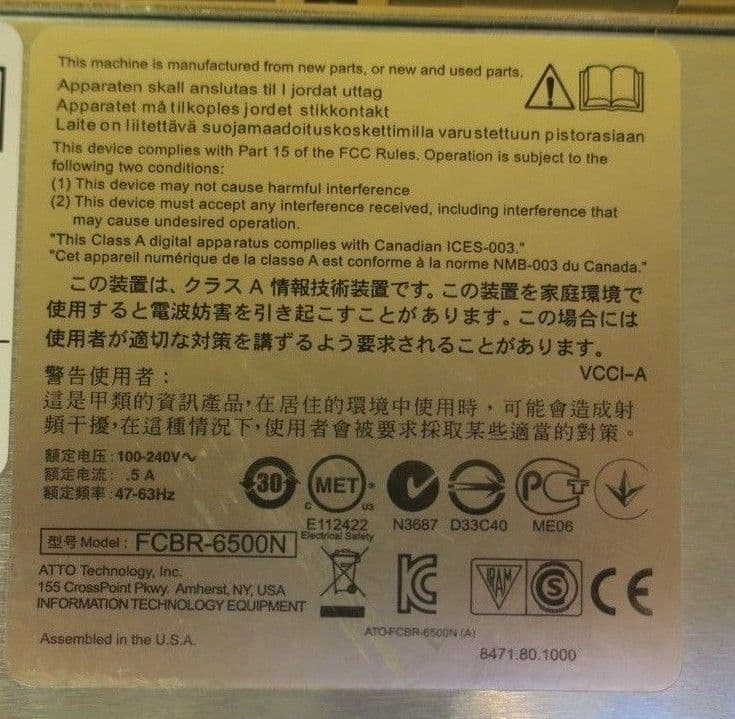 This machine is manufactured from new parts, or new and used parts.
Apparaten skall anslutas til l jordat uttag
Apparatet må tilkoples jordet stikkontakt
Laite on liitettävä suojamaadoituskoskettimilla varustettuun pistorasiaan
This device complies with Part 15 of the FCC Rules. Operation is subject to the
following two conditions:
(1) This device may not cause harmful interference
(2) This device must accept any interference received, including interference that
may cause undesired operation.
"This Class A digital apparatus complies with Canadian ICES-003."
"Cet appareil numérique de la classe A est conforme à la norme NMB-003 du Canada."
この装置は、クラス A 情報技術装置です。この装置を家庭環境で
使用すると電波妨害を引き起こすことがあります。この場合には
使用者が適切な対策を講ずるよう要求されることがあります。
VCCI-A
警告使用者：
這是甲類的資訊產品，在居住的環境中使用時，可能會造成射
頻干擾，在這種情況下，使用者會被要求採取某些適當的對策。
额定电压：100-240V～
额定电流：.5 A
额定频率：47-63Hz
30
MET
C US
E112422 N3687 D33C40 ME06
Electrical Safety
型号 Model : FCBR-6500N
ATTO Technology, Inc.
155 CrossPoint Pkwy. Amherst, NY, USA
INFORMATION TECHNOLOGY EQUIPMENT
IRAM S CE
ATO-FCBR-6500N (A)
Assembled in the U.S.A.
8471.80.1000